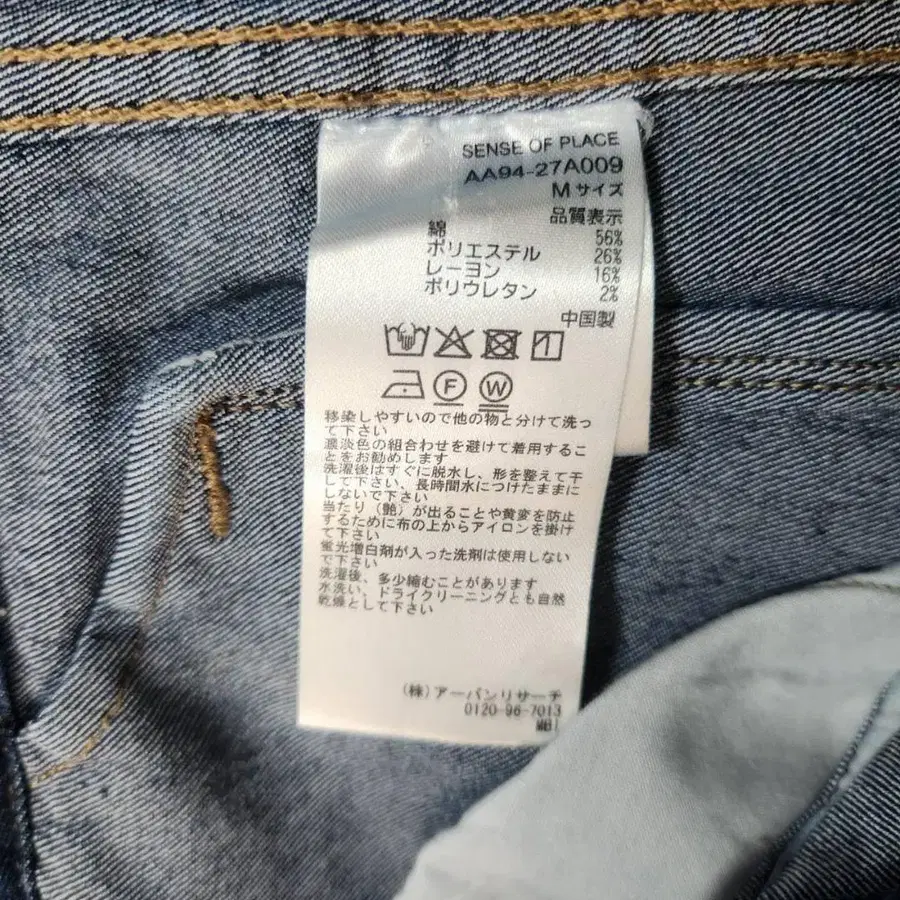 SENSE OF PLACE
AA94-27A009
M サイズ
品質表示
綿 56%
ポリエステル 26%
レーヨン 16%
ポリウレタン 2%
中国製
F W
移染しやすいので他の物と分けて洗っ
て下さい
濃淡色の組合わせを避けて着用するこ
とをお勧めします
洗濯後はすぐに脱水し、形を整えて干
して下さい、長時間水につけたままに
しないで下さい
当たり（艶）が出ることや黄変を防止
するために布の上からアイロンを掛け
て下さい
蛍光増白剤が入った洗剤は使用しない
で下さい
洗濯後、多少縮むことがあります
水洗い、ドライクリーニングとも自然
乾燥として下さい
（株）アーバンリサーチ
0120-96-7013
MBI